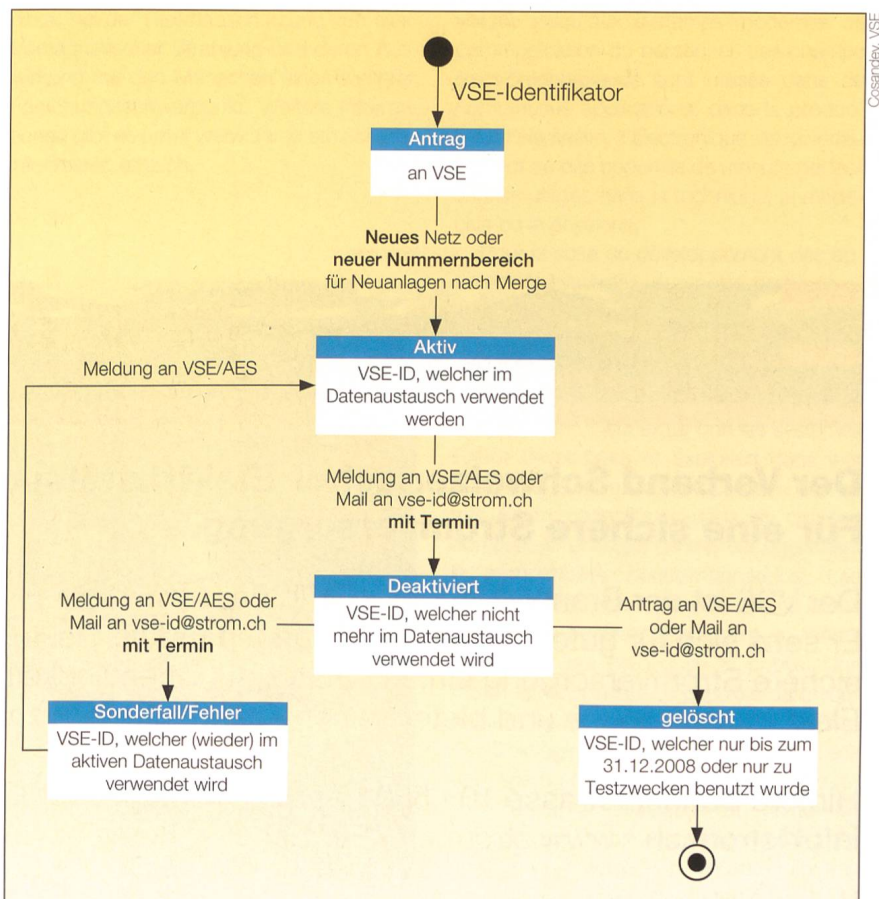 Cosandey, VSE
VSE-Identifikator
Antrag
an VSE
Neues Netz oder
neuer Nummernbereich
für Neuanlagen nach Merge
Meldung an VSE/AES
Aktiv
VSE-ID, welcher im
Datenaustausch verwendet
werden
Meldung an VSE/AES oder
Mail an vse-id@strom.ch
mit Termin
Deaktiviert
VSE-ID, welcher nicht
mehr im Datenaustausch
verwendet wird
Meldung an VSE/AES oder
Mail an vse-id@strom.ch
mit Termin
Antrag an VSE/AES
oder Mail an
vse-id@strom.ch
Sonderfall/Fehler
VSE-ID, welcher (wieder) im
aktiven Datenaustausch
verwendet wird
gelöscht
VSE-ID, welcher nur bis zum
31.12.2008 oder nur zu
Testzwecken benutzt wurde